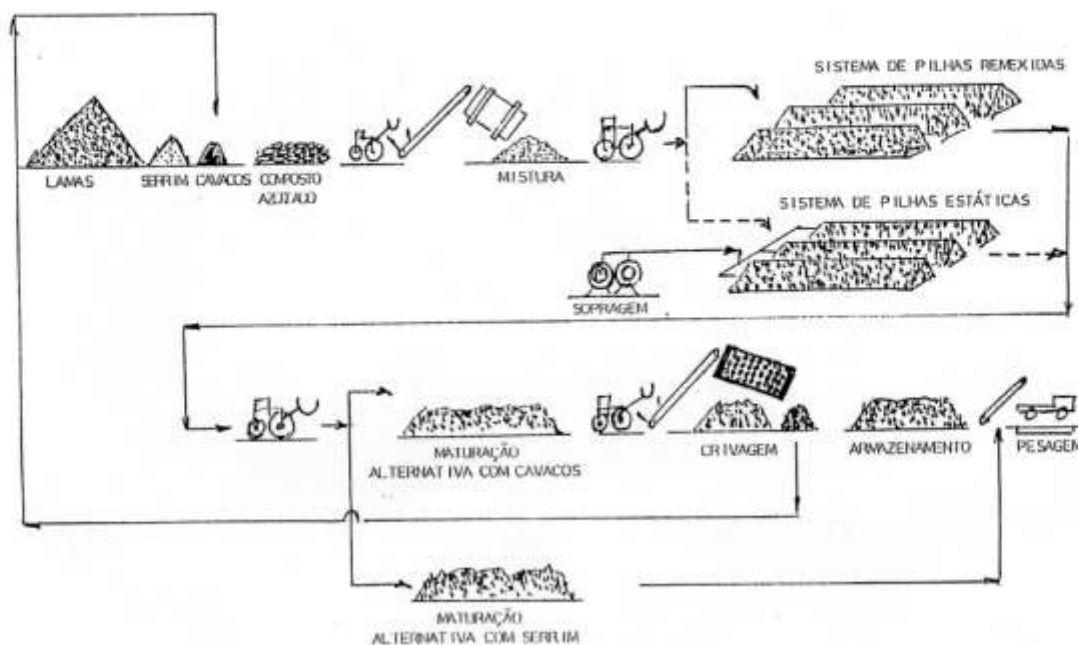 SISTEMA DE PILHAS REMEXIDAS
LAMAS
SERRIM CAVACOS
COMPOSTO
AZOTADO
MISTURA
SISTEMA DE PILHAS ESTÁTICAS
SOPRAGEM
MATURAÇÃO
ALTERNATIVA COM CAVACOS
CRIVAGEM
ARMAZENAMENTO
PESAGEM
MATURAÇÃO
ALTERNATIVA COM SERRIM